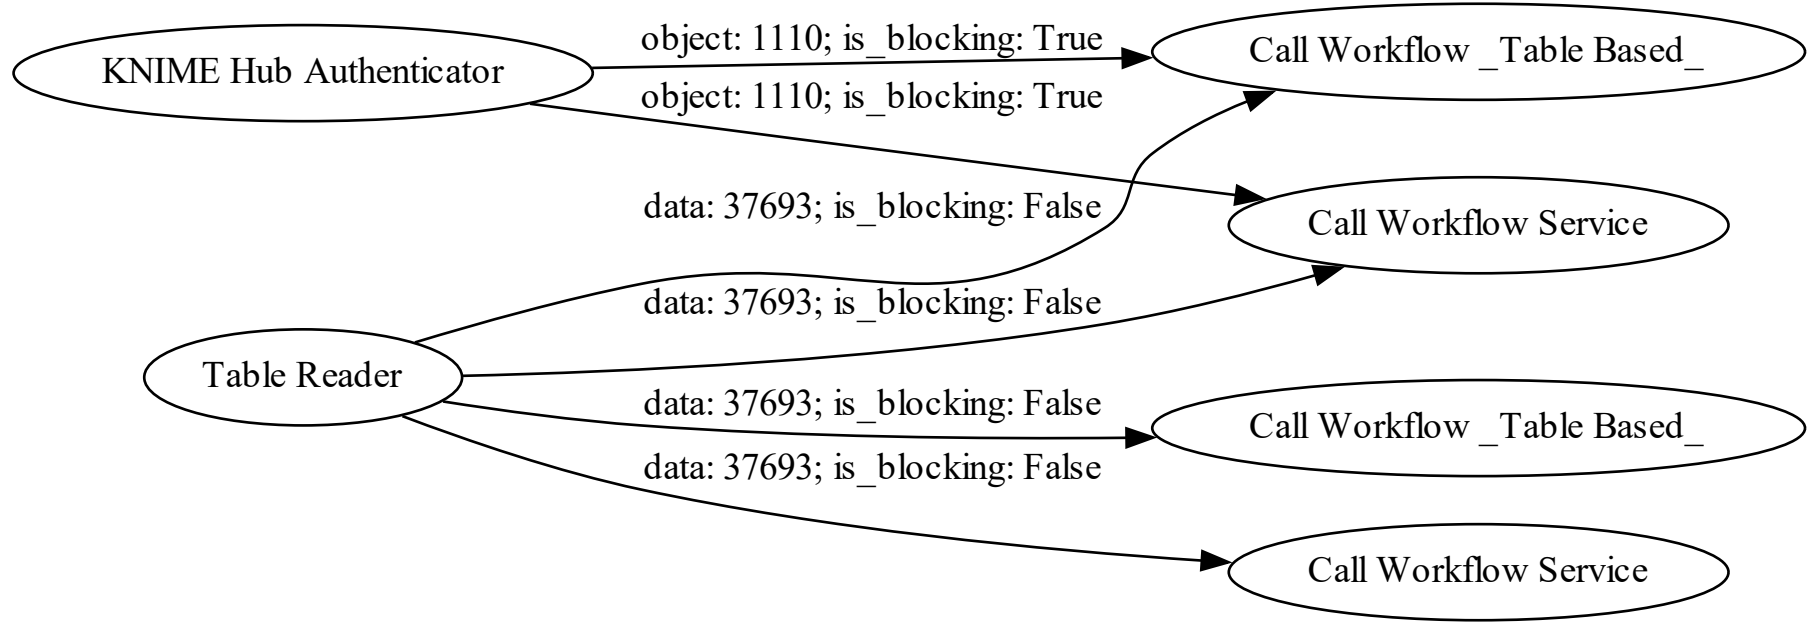 KNIME Hub Authenticator
object: 1110; is_blocking: True
object: 1110; is_blocking: True
Call Workflow _Table Based_
Call Workflow Service
Table Reader
data: 37693; is_blocking: False
data: 37693; is_blocking: False
data: 37693; is_blocking: False
data: 37693; is_blocking: False
Call Workflow _Table Based_
Call Workflow Service